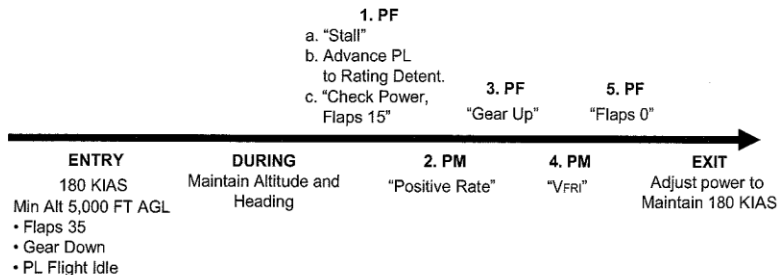 1. PF
a. “Stall”
b. Advance PL
to Rating Detent.
c. “Check Power,
Flaps 15”
3. PF
“Gear Up”
5. PF
“Flaps 0”
ENTRY
180 KIAS
Min Alt 5,000 FT AGL
• Flaps 35
• Gear Down
• PL Flight Idle
DURING
Maintain Altitude and
Heading
2. PM
“Positive Rate”
4. PM
“VFRI”
EXIT
Adjust power to
Maintain 180 KIAS